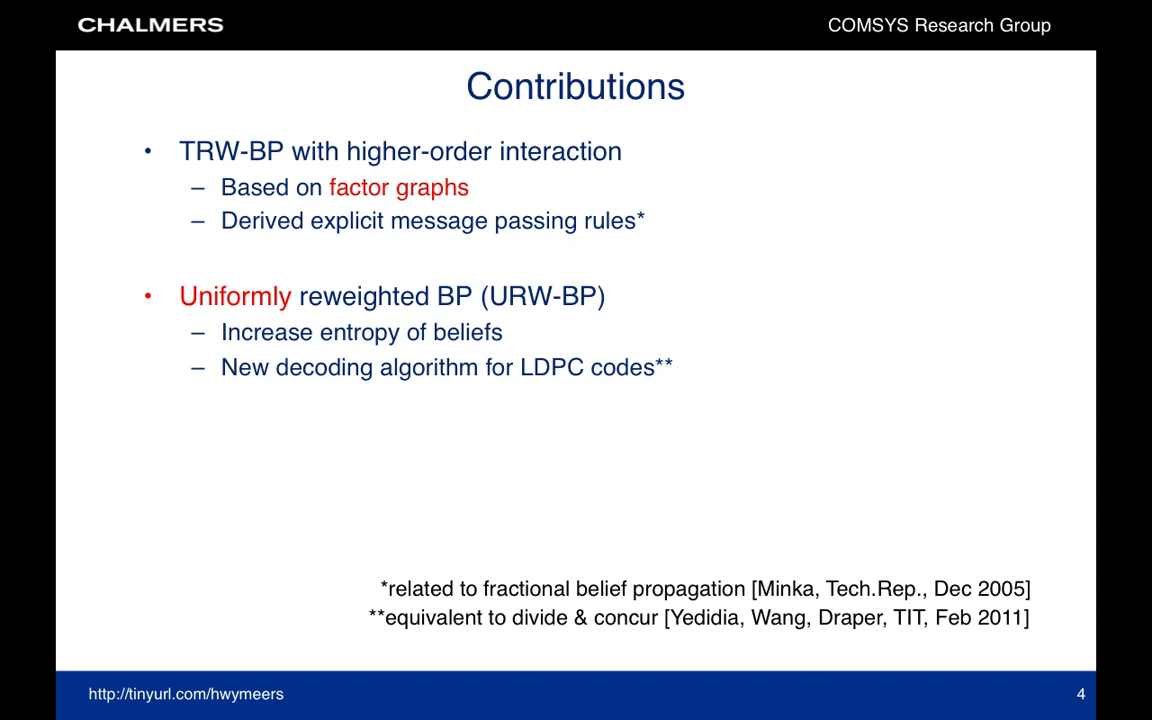 CHALMERS
COMSYS Research Group
Contributions
• TRW-BP with higher-order interaction
– Based on factor graphs
– Derived explicit message passing rules*
• Uniformly reweighted BP (URW-BP)
– Increase entropy of beliefs
– New decoding algorithm for LDPC codes**
*related to fractional belief propagation [Minka, Tech.Rep., Dec 2005]
**equivalent to divide & concur [Yedidia, Wang, Draper, TIT, Feb 2011]
http://tinyurl.com/hwymeers
4